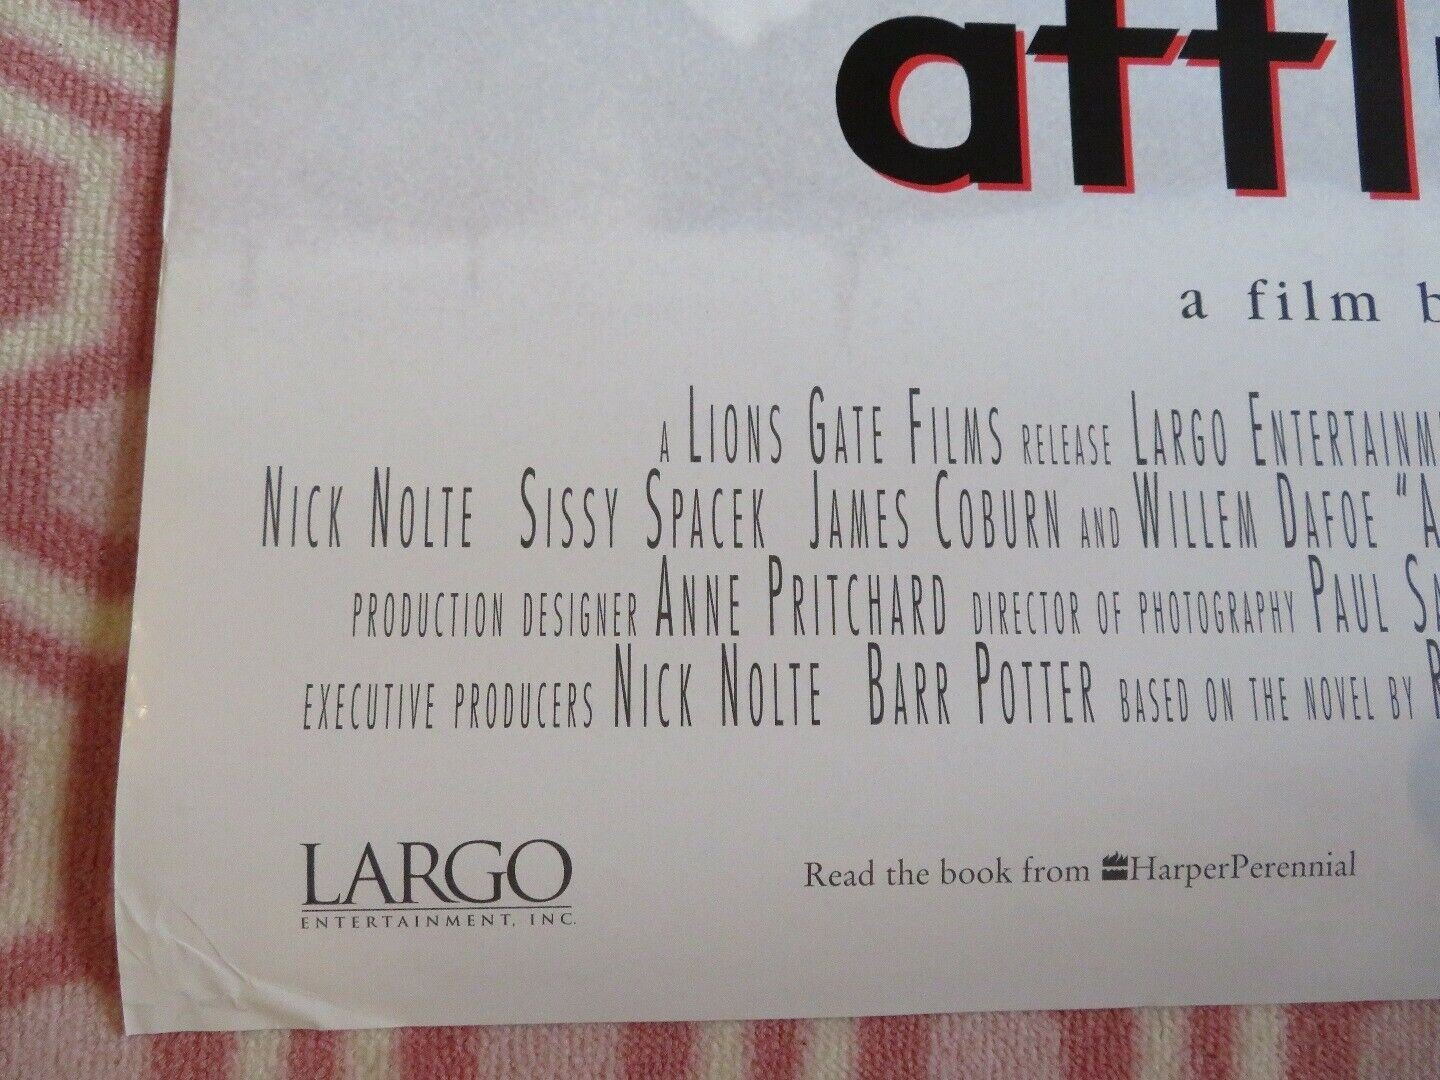 a film
A LIONS GATE FILMS RELEASE LARGO
NICK NOLTE SISSY SPACEK JAMES COBURN AND WILLEM DAFOE "A
PRODUCTION DESIGNER ANNE PRITCHARD DIRECTOR OF PHOTOGRAPHY PAUL
EXECUTIVE PRODUCERS NICK NOLTE BARR POTTER BASED ON THE NOVEL BY
LARGO
ENTERTAINMENT, INC.
Read the book from HarperPerennial